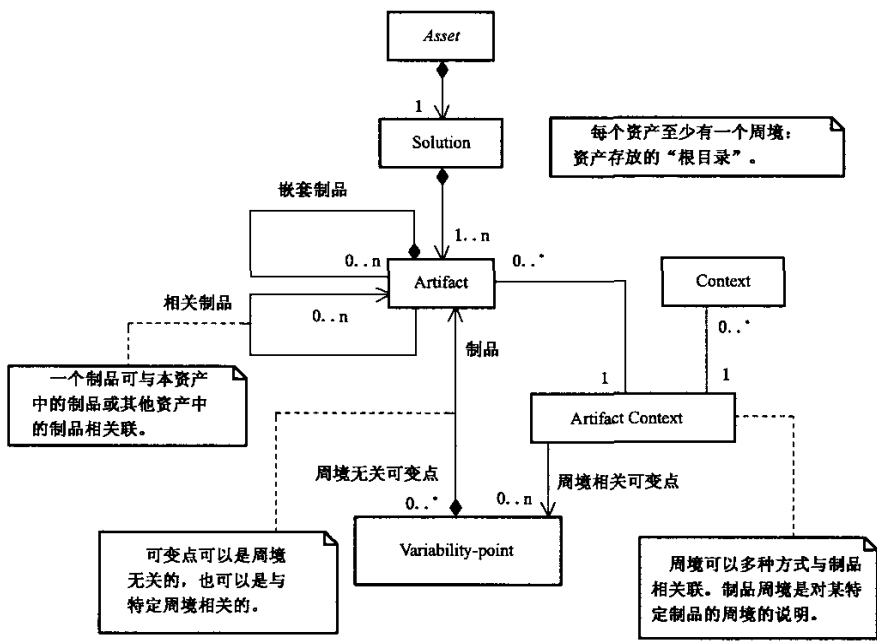 Asset
1
Solution
每个资产至少有一个周境：
资产存放的“根目录”。
嵌套制品
1..n
0..n
0..*
Artifact
Context
相关制品
0..n
0..*
制品
一个制品可与本资产
中的制品或其他资产中
的制品相关联。
1
1
Artifact Context
周境无关可变点
周境相关可变点
0..*
0..n
Variability-point
可变点可以是周境
无关的，也可以是与
特定周境相关的。
周境可以多种方式与制品
相关联。制品周境是对某特
定制品的周境的说明。